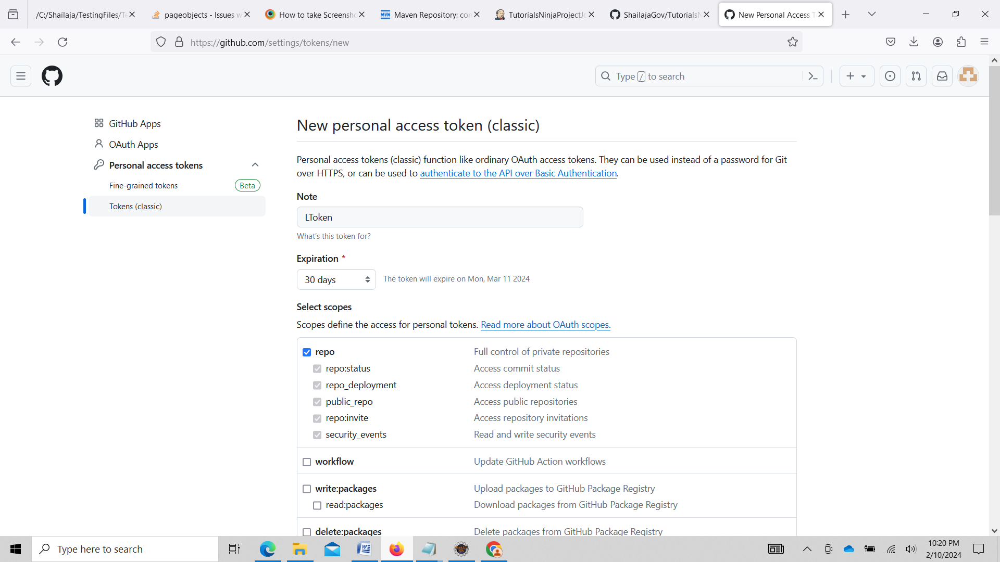 /C:/Shailaja/TestingFiles/Te
pageobjects - Issues w
How to take Screensho
Maven Repository: com
TutorialsNinjaProjectJo
ShailajaGov/TutorialsN
New Personal Access T
https://github.com/settings/tokens/new
Type / to search
GitHub Apps
OAuth Apps
Personal access tokens
Fine-grained tokens
Beta
Tokens (classic)
New personal access token (classic)
Personal access tokens (classic) function like ordinary OAuth access tokens. They can be used instead of a password for Git
over HTTPS, or can be used to authenticate to the API over Basic Authentication.
Note
LToken
What's this token for?
Expiration *
30 days
The token will expire on Mon, Mar 11 2024
Select scopes
Scopes define the access for personal tokens. Read more about OAuth scopes.
repo Full control of private repositories
repo:status Access commit status
repo_deployment Access deployment status
public_repo Access public repositories
repo:invite Access repository invitations
security_events Read and write security events
workflow Update GitHub Action workflows
write:packages Upload packages to GitHub Package Registry
read:packages Download packages from GitHub Package Registry
delete:packages Delete packages from GitHub Package Registry
Type here to search
10:20 PM
2/10/2024